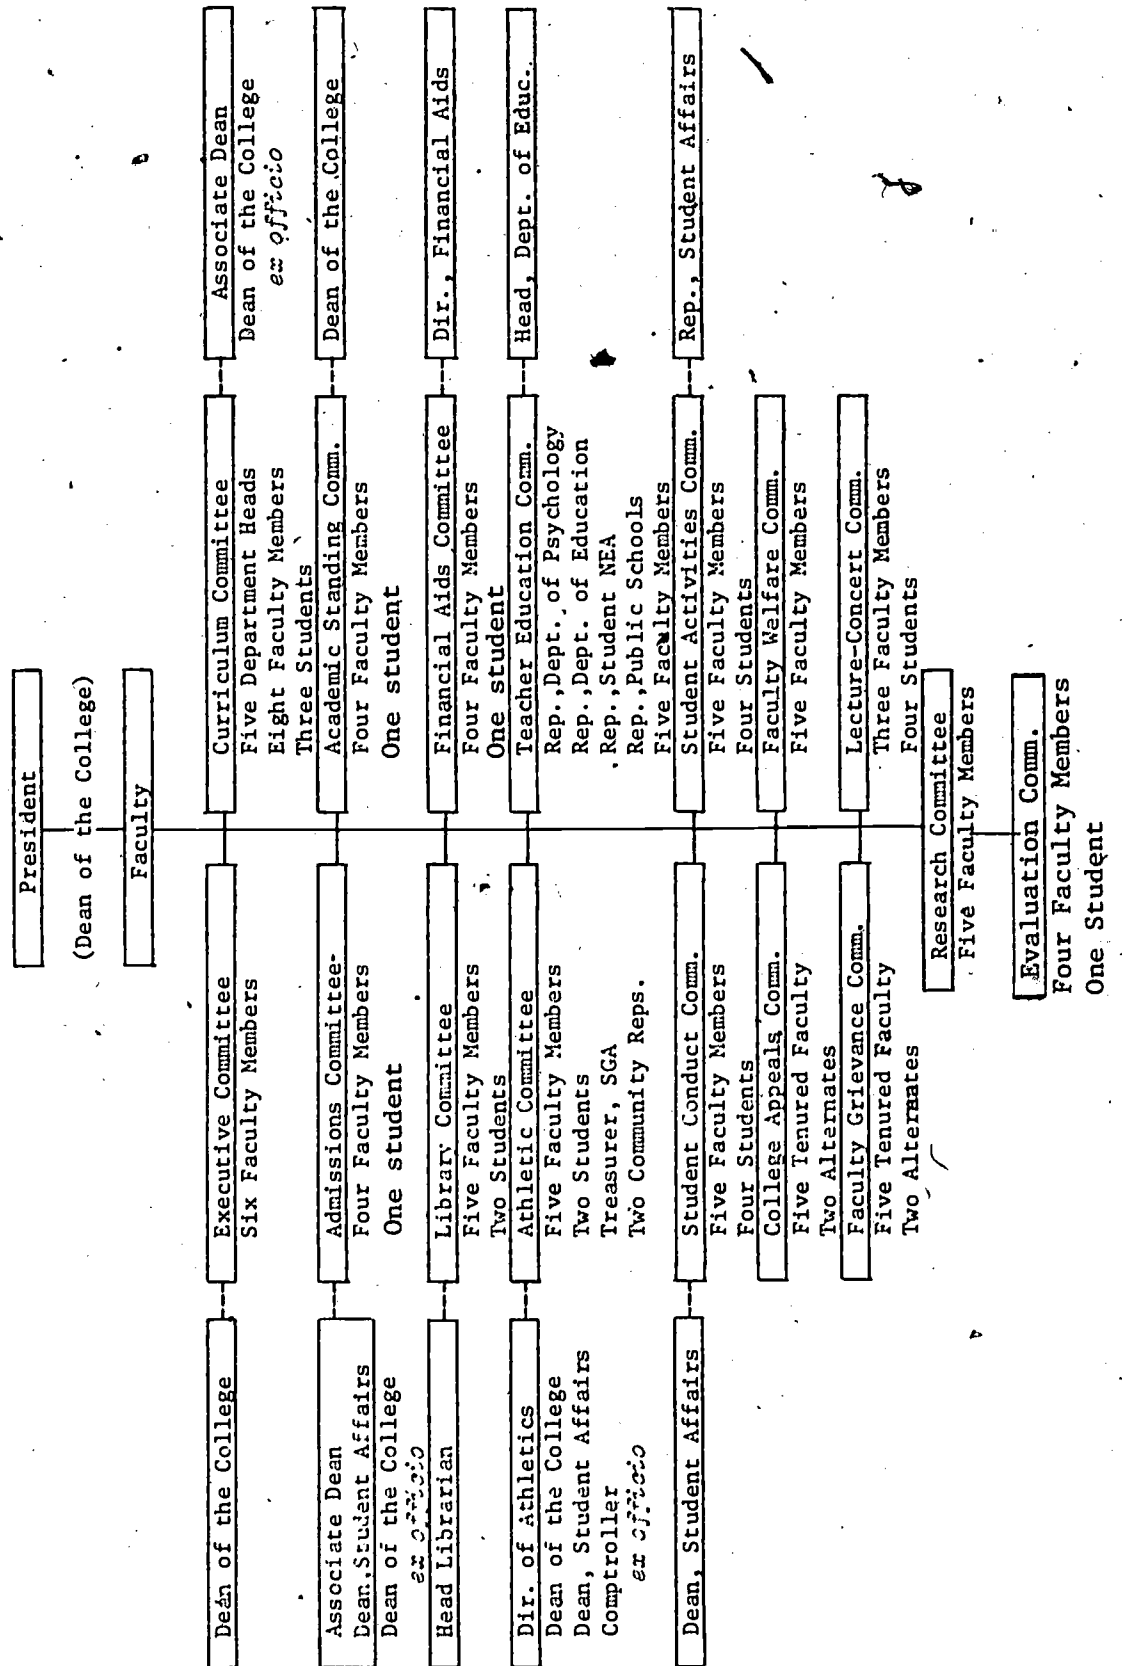 President
(Dean of the College)
Faculty
Dean of the College
Executive Committee
Six Faculty Members
Curriculum Committee
Five Department Heads
Eight Faculty Members
Three Students
Associate Dean
Dean of the College
ex officio
Associate Dean
Dean, Student Affairs
Dean of the College
ex officio
Admissions Committee
Four Faculty Members
One student
Academic Standing Comm.
Four Faculty Members
One student
Dean of the College
Head Librarian
Library Committee
Five Faculty Members
Two Students
Financial Aids Committee
Four Faculty Members
One student
Dir., Financial Aids
Dir. of Athletics
Dean of the College
Dean, Student Affairs
Comptroller
ex officio
Athletic Committee
Five Faculty Members
Two Students
Treasurer, SGA
Two Community Reps.
Teacher Education Comm.
Rep., Dept. of Psychology
Rep., Dept. of Education
Rep., Student NEA
Rep., Public Schools
Five Faculty Members
Head, Dept. of Educ.
Dean, Student Affairs
Student Conduct Comm.
Five Faculty Members
Four Students
Student Activities Comm.
Five Faculty Members
Four Students
Rep., Student Affairs
College Appeals Comm.
Five Tenured Faculty
Two Alternates
Faculty Welfare Comm.
Five Faculty Members
Faculty Grievance Comm.
Five Tenured Faculty
Two Alternates
Lecture-Concert Comm.
Three Faculty Members
Four Students
Research Committee
Five Faculty Members
Evaluation Comm.
Four Faculty Members
One Student